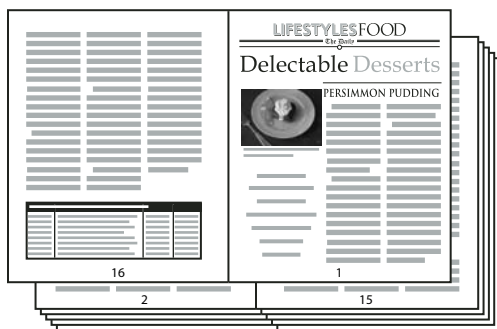 LIFESTYLESFOOD
The Daily
Delectable Desserts
PERSIMMON PUDDING
16
1
2
15